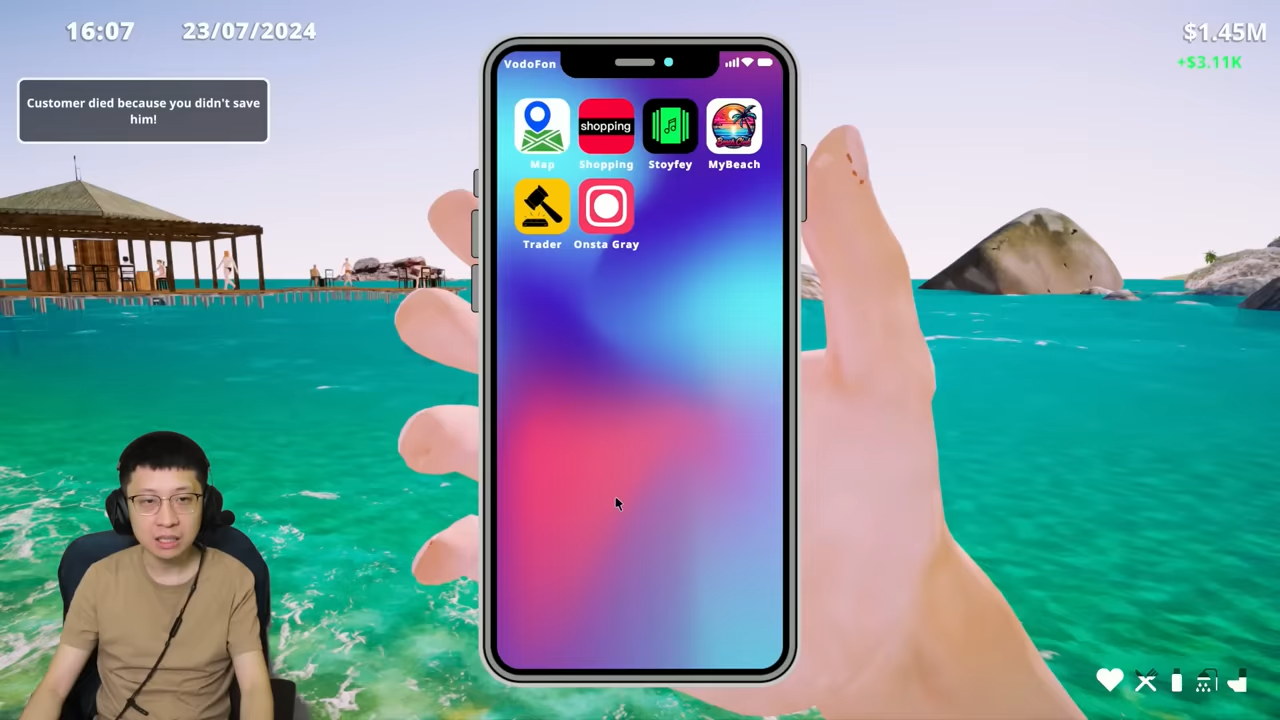 16:07
23/07/2024
$1.45M
+$3.11K
Customer died because you didn't save
him!
VodoFon
shopping
Map
Shopping
Stoyfey
MyBeach
Trader
Onsta Gray